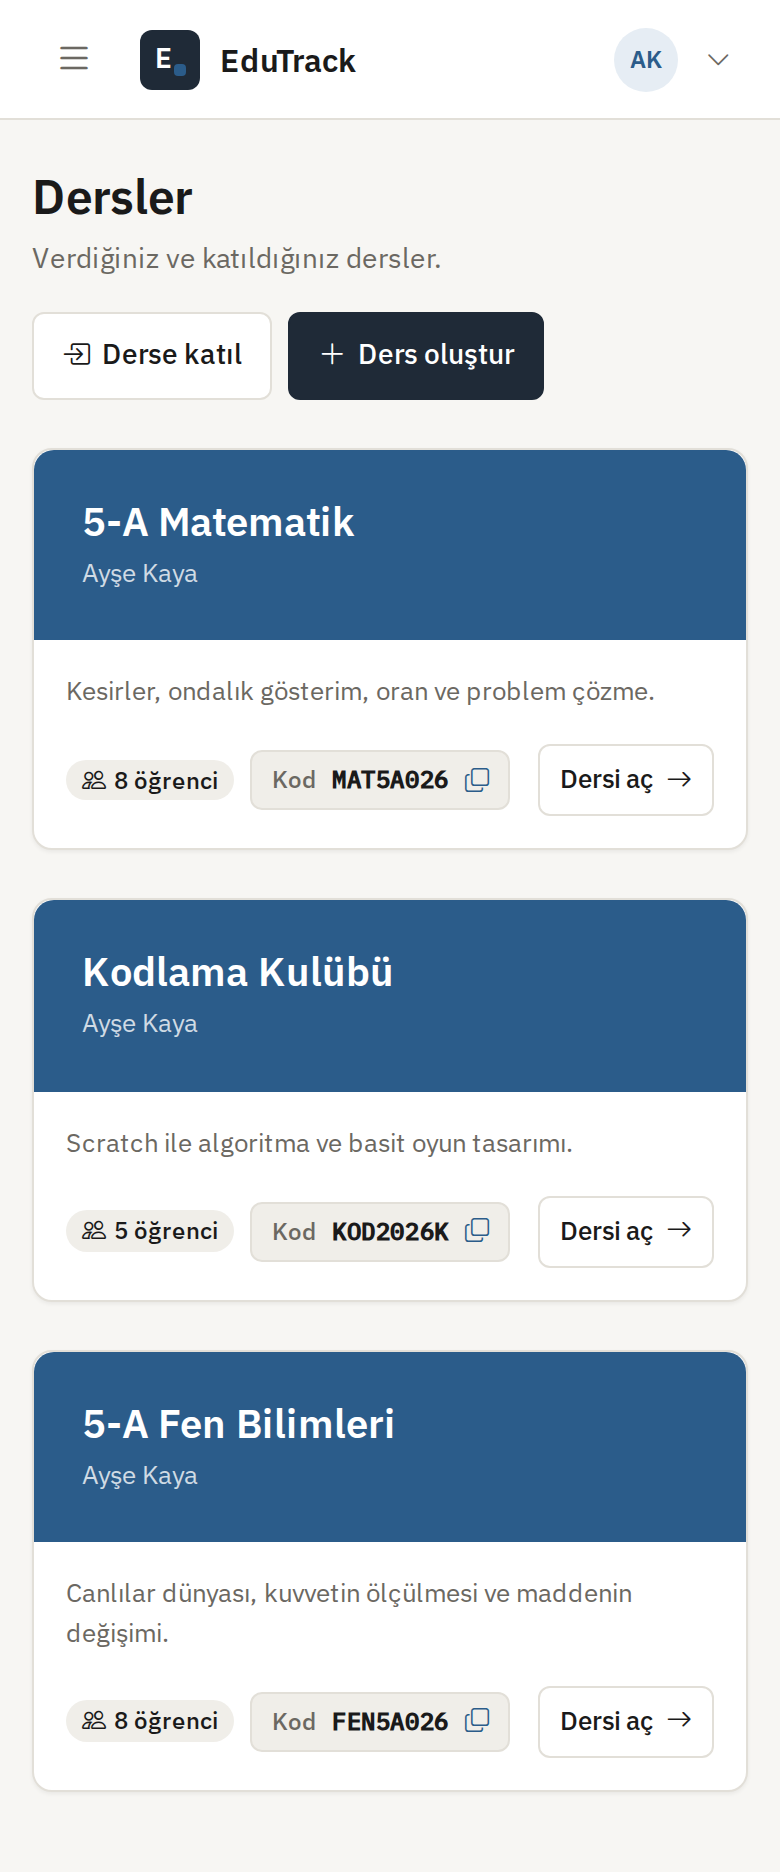 E
EduTrack
AK
Dersler
Verdiğiniz ve katıldığınız dersler.
Derse katıl
Ders oluştur
5-A Matematik
Ayşe Kaya
Kesirler, ondalık gösterim, oran ve problem çözme.
8 öğrenci Kod MAT5A026 Dersi aç
Kodlama Kulübü
Ayşe Kaya
Scratch ile algoritma ve basit oyun tasarımı.
5 öğrenci Kod KOD2026K Dersi aç
5-A Fen Bilimleri
Ayşe Kaya
Canlılar dünyası, kuvvetin ölçülmesi ve maddenin
değişimi.
8 öğrenci Kod FEN5A026 Dersi aç